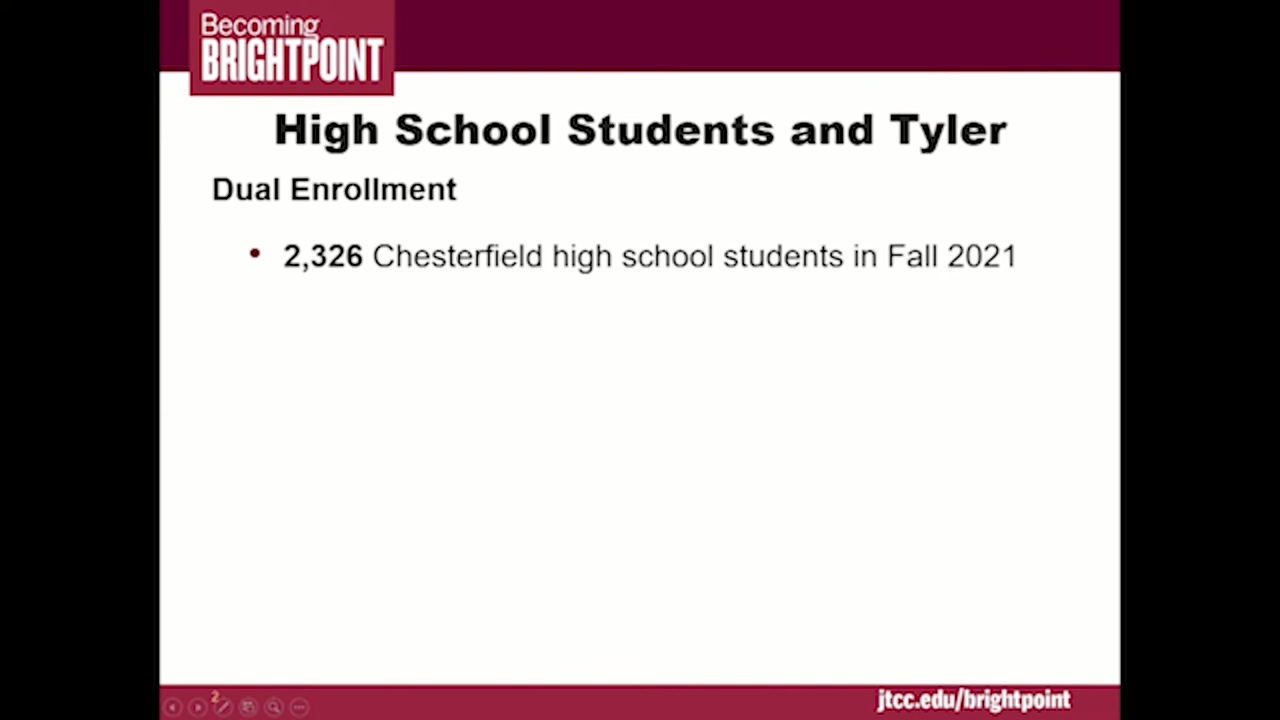 Becoming
BRIGHTPOINT
High School Students and Tyler
Dual Enrollment
• 2,326 Chesterfield high school students in Fall 2021
2
jtcc.edu/brightpoint